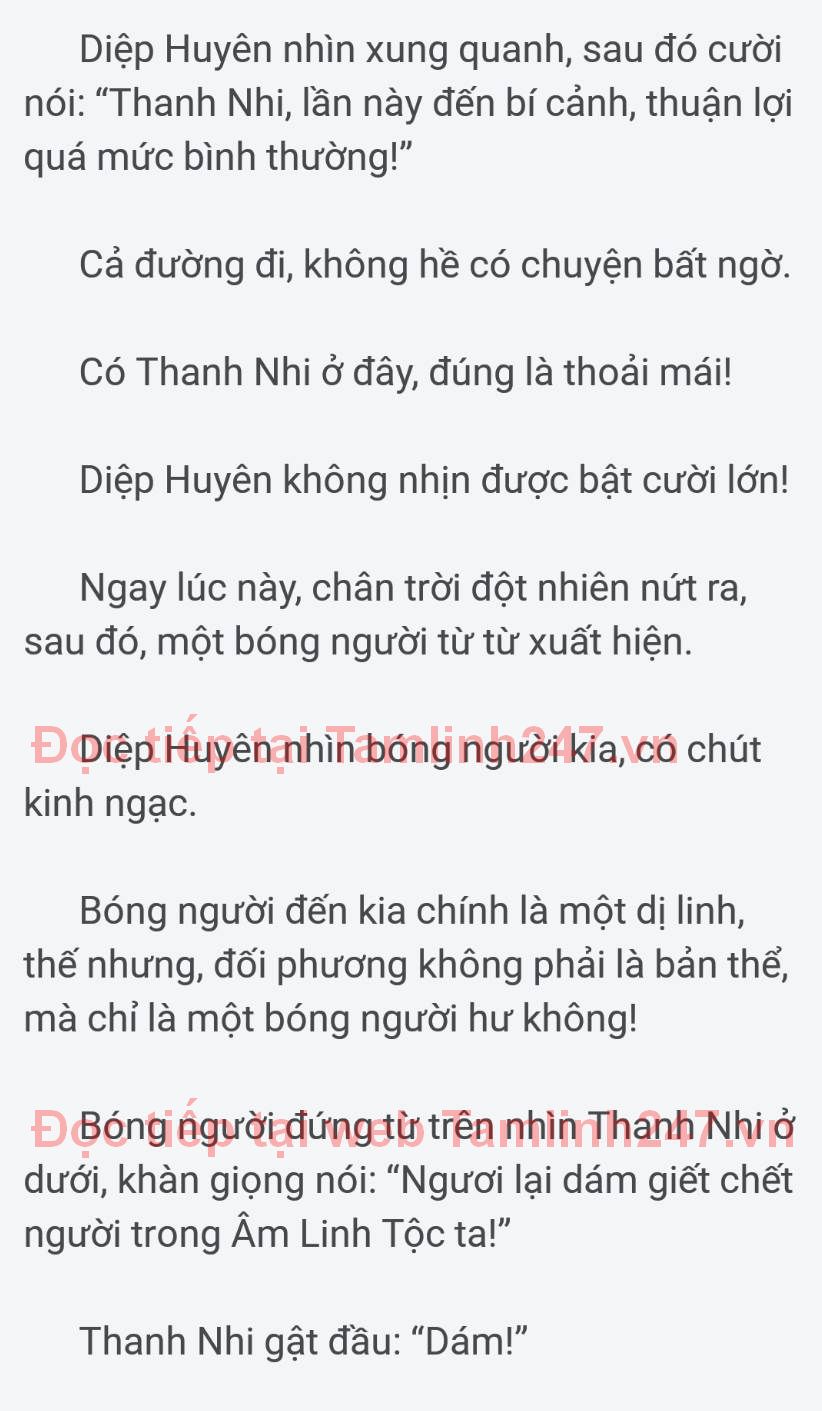 Diệp Huyên nhìn xung quanh, sau đó cười
nói: “Thanh Nhi, lần này đến bí cảnh, thuận lợi
quá mức bình thường!”
Cả đường đi, không hề có chuyện bất ngờ.
Có Thanh Nhi ở đây, đúng là thoải mái!
Diệp Huyên không nhịn được bật cười lớn!
Ngay lúc này, chân trời đột nhiên nứt ra,
sau đó, một bóng người từ từ xuất hiện.
Đọc tiếp tại Tamlinh247.vn
Diệp Huyên nhìn bóng người kia, có chút
kinh ngạc.
Bóng người đến kia chính là một dị linh,
thế nhưng, đối phương không phải là bản thể,
mà chỉ là một bóng người hư không!
Đọc tiếp tại web Tamlinh247.vn
Bóng người đứng từ trên nhìn Thanh Nhi ở
dưới, khàn giọng nói: “Ngươi lại dám giết chết
người trong Âm Linh Tộc ta!”
Thanh Nhi gật đầu: “Dám!”